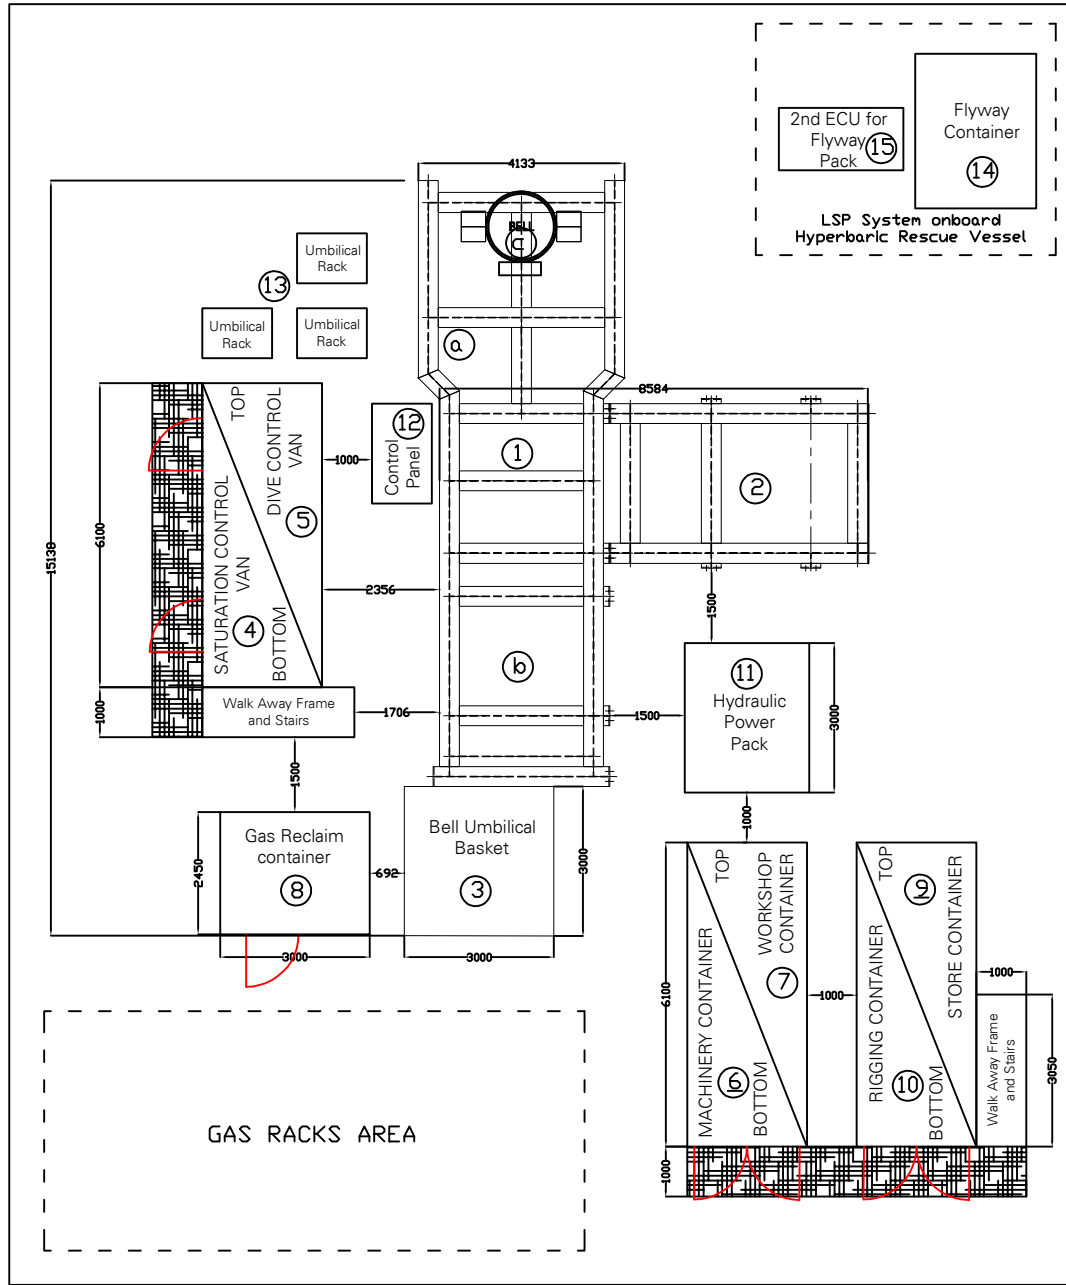 2nd ECU for
Flyway
Pack
15
Flyway
Container
14
LSP System onboard
Hyperbaric Rescue Vessel
4133
BELL
Umbilical
Rack
13
Umbilical
Rack
Umbilical
Rack
a
8584
TOP
DIVE CONTROL
VAN
5
SATURATION CONTROL
VAN
4
BOTTOM
1000
12
Control
Panel
1
2
6100
15138
2356
1500
b
11
Hydraulic
Power
Pack
3000
1000
Walk Away Frame
and Stairs
1706
1500
1500
1000
Gas Reclaim
container
8
2450
692
Bell Umbilical
Basket
3
3000
3000
3000
TOP
WORKSHOP
CONTAINER
7
MACHINERY CONTAINER
6
BOTTOM
6100
1000
TOP
9
STORE CONTAINER
RIGGING CONTAINER
10
BOTTOM
1000
Walk Away Frame
and Stairs
3050
1000
GAS RACKS AREA